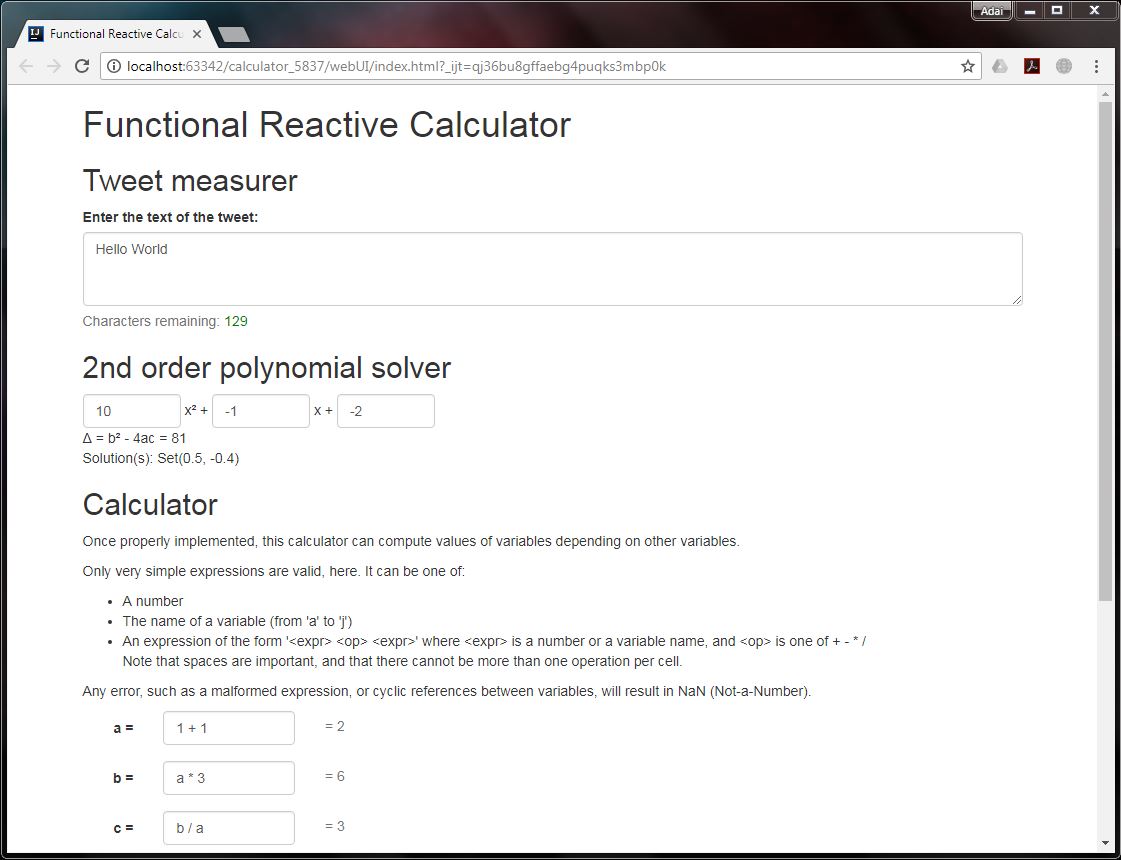 Adai
Functional Reactive Calcu
localhost:63342/calculator_5837/webUI/index.html?_ijt=qj36bu8gffaebg4puqks3mbp0k
Functional Reactive Calculator
Tweet measurer
Enter the text of the tweet:
Hello World
Characters remaining: 129
2nd order polynomial solver
10 x² + -1 x + -2
Δ = b² - 4ac = 81
Solution(s): Set(0.5, -0.4)
Calculator
Once properly implemented, this calculator can compute values of variables depending on other variables.
Only very simple expressions are valid, here. It can be one of:
• A number
• The name of a variable (from 'a' to 'j')
• An expression of the form '<expr> <op> <expr>' where <expr> is a number or a variable name, and <op> is one of + - * /
Note that spaces are important, and that there cannot be more than one operation per cell.
Any error, such as a malformed expression, or cyclic references between variables, will result in NaN (Not-a-Number).
a = 1 + 1 = 2
b = a * 3 = 6
c = b / a = 3